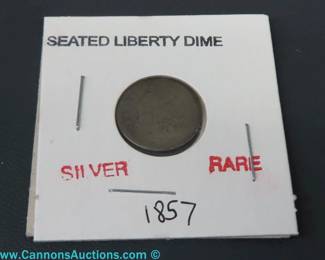 SEATED LIBERTY DIME
SILVER RARE
1857
www.CannonsAuctions.com